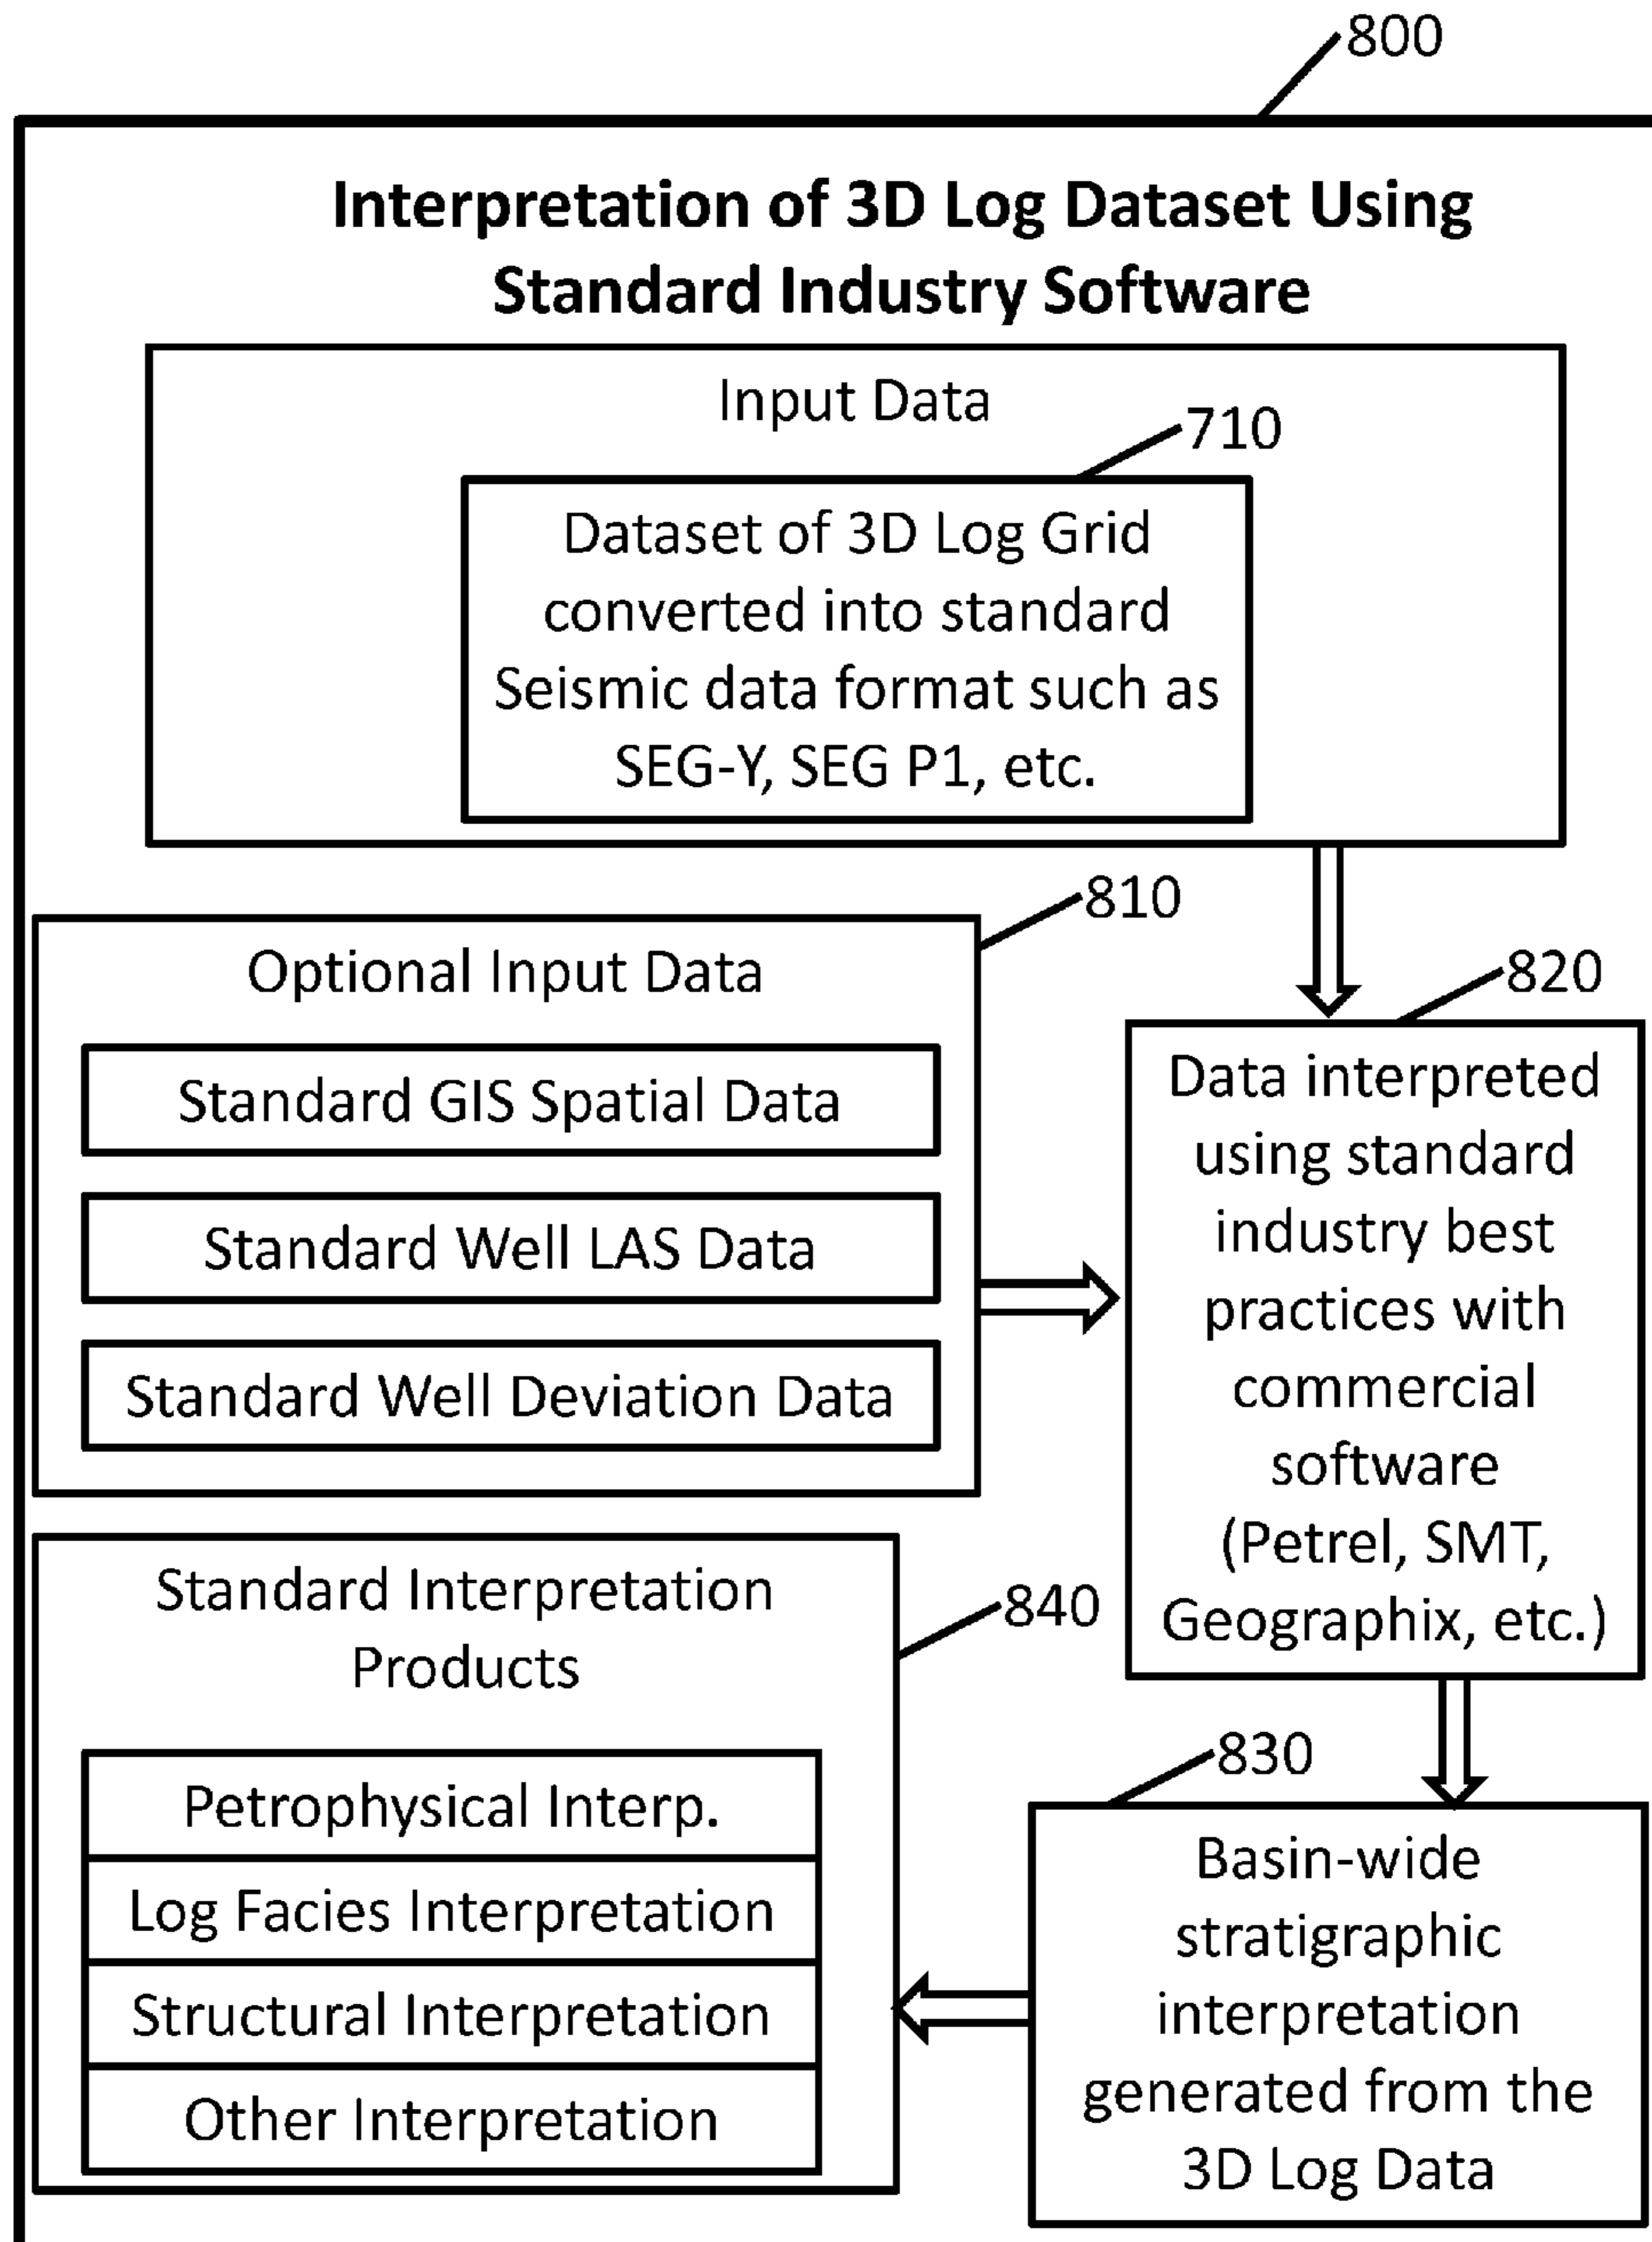 800
Interpretation of 3D Log Dataset Using
Standard Industry Software
Input Data
710
Dataset of 3D Log Grid
converted into standard
Seismic data format such as
SEG-Y, SEG P1, etc.
810
Optional Input Data
Standard GIS Spatial Data
Standard Well LAS Data
Standard Well Deviation Data
820
Data interpreted
using standard
industry best
practices with
commercial
software
(Petrel, SMT,
Geographix, etc.)
830
Basin-wide
stratigraphic
interpretation
generated from the
3D Log Data
840
Standard Interpretation
Products
Petrophysical Interp.
Log Facies Interpretation
Structural Interpretation
Other Interpretation